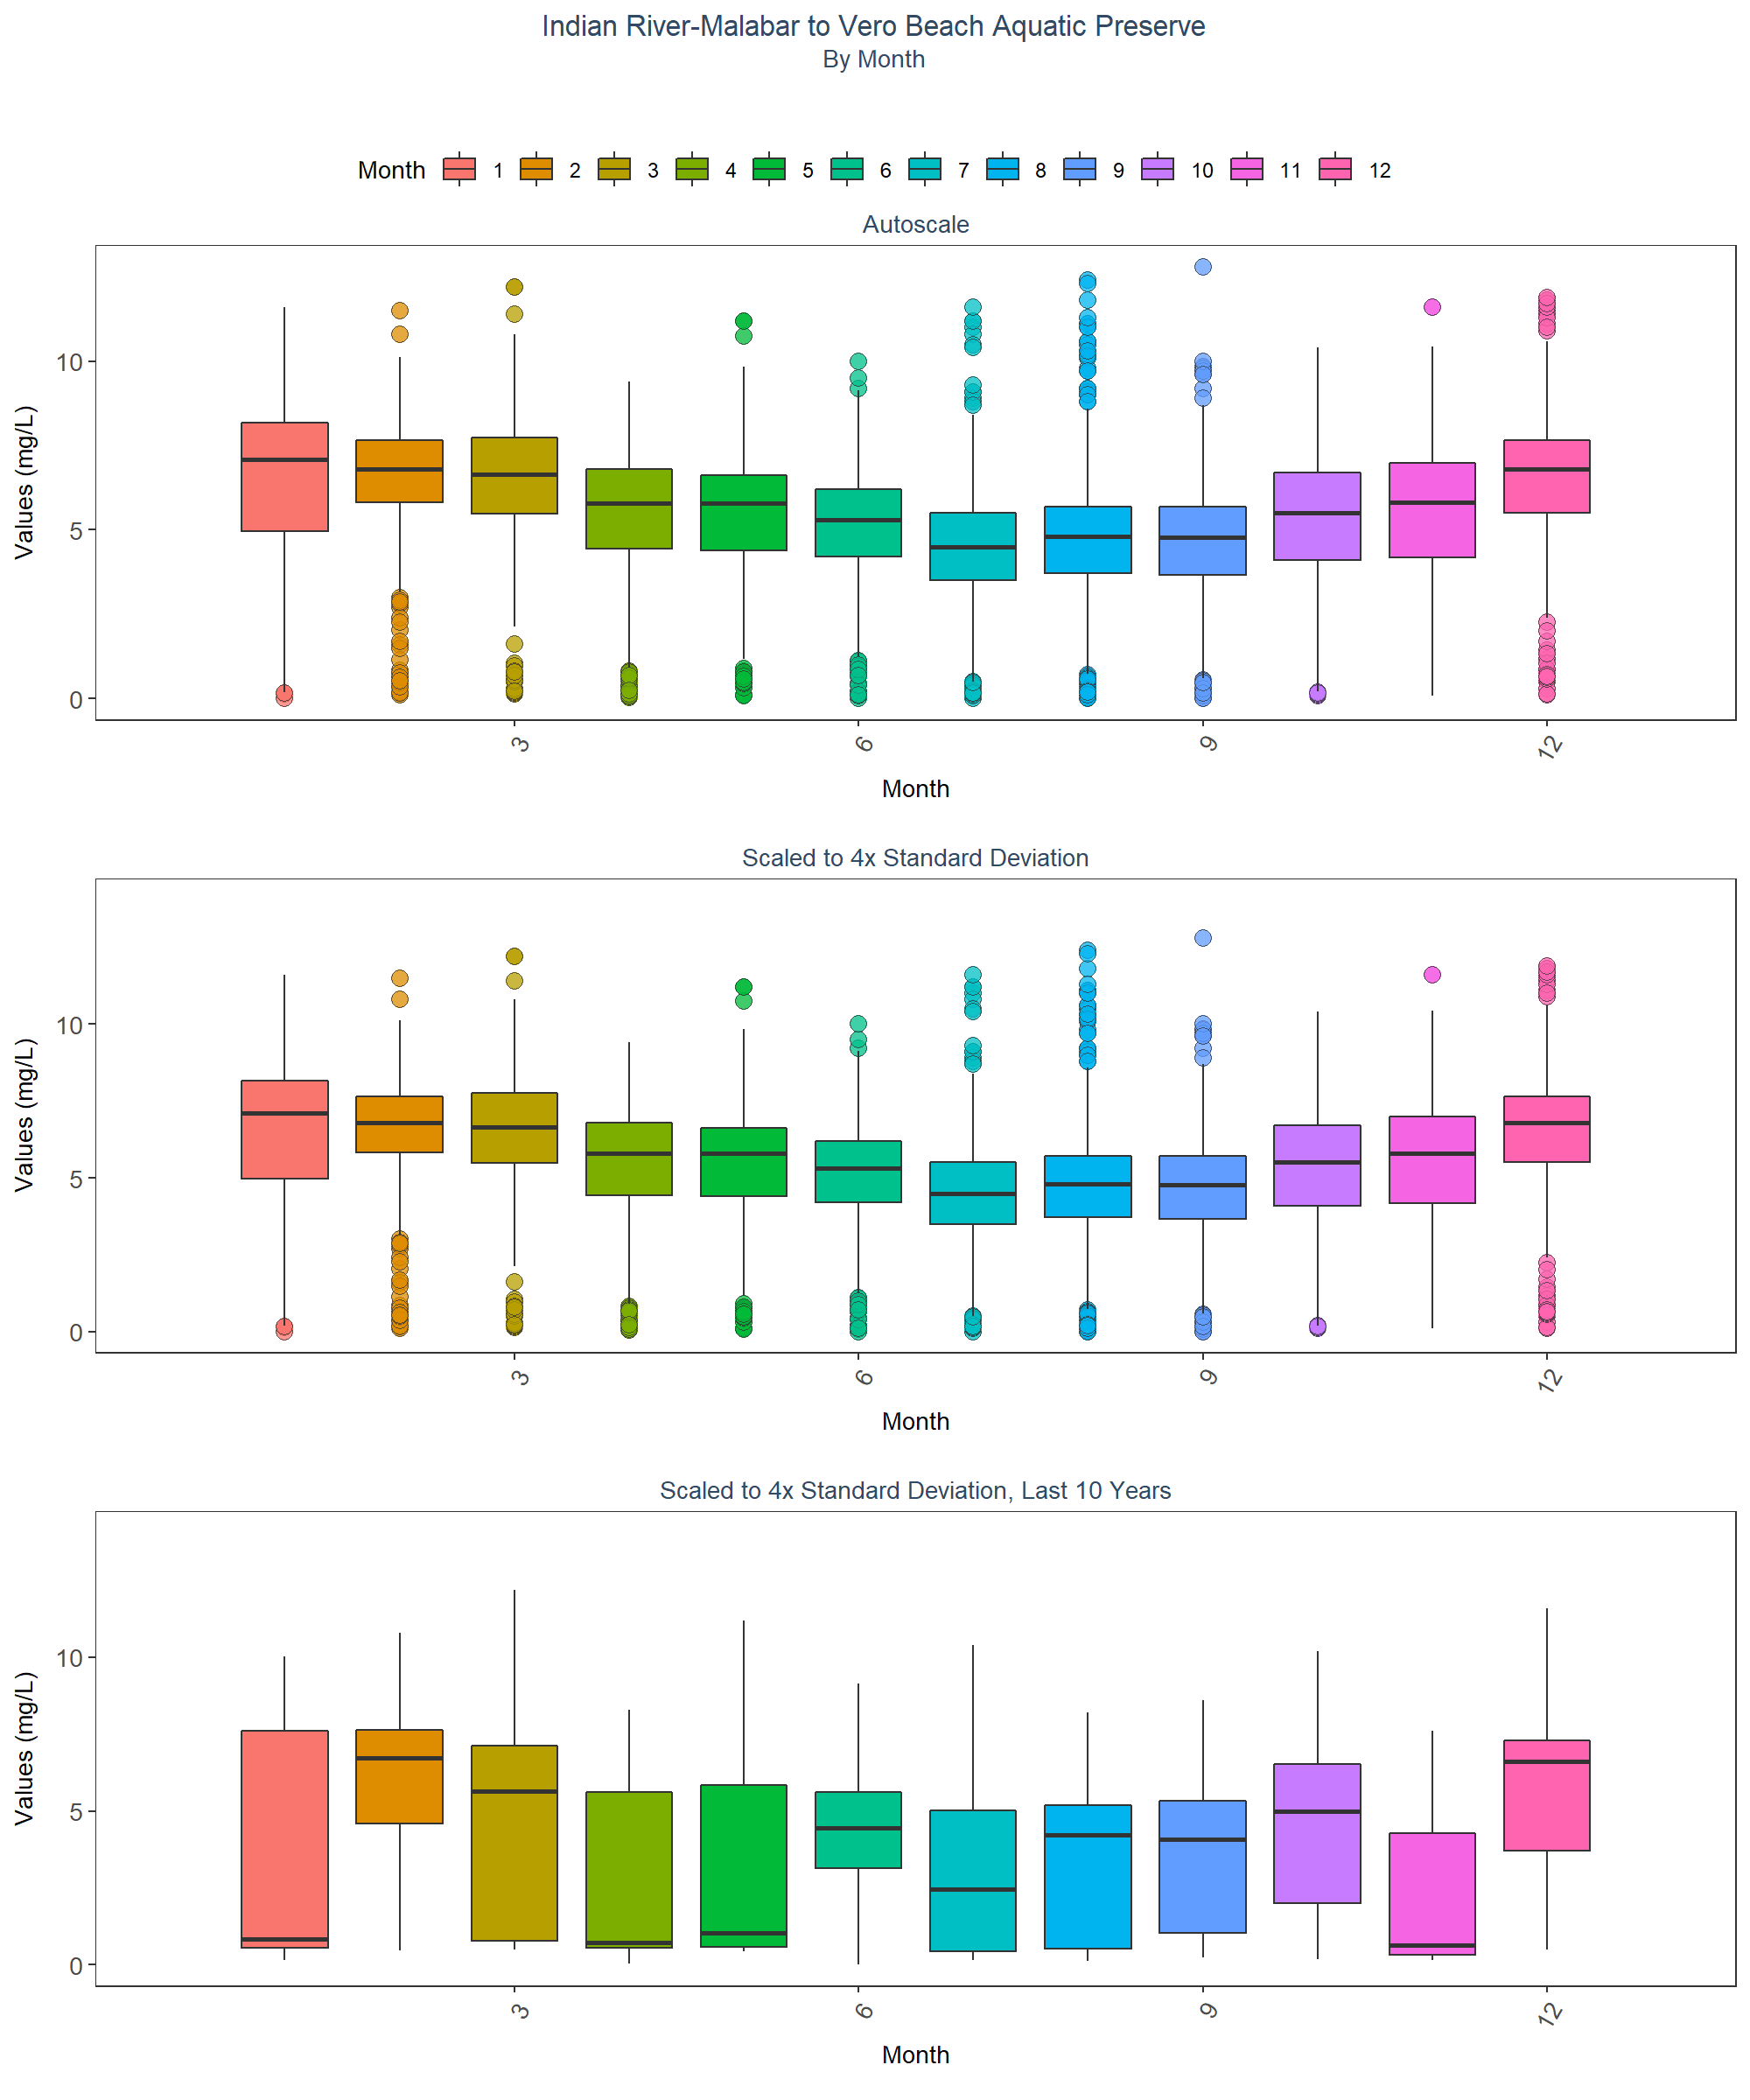 Indian River-Malabar to Vero Beach Aquatic Preserve
By Month
Month 1 2 3 4 5 6 7 8 9 10 11 12
Autoscale
Values (mg/L)
10
5
0
3 6 9 12
Month
Scaled to 4x Standard Deviation
Values (mg/L)
10
5
0
3 6 9 12
Month
Scaled to 4x Standard Deviation, Last 10 Years
Values (mg/L)
10
5
0
3 6 9 12
Month